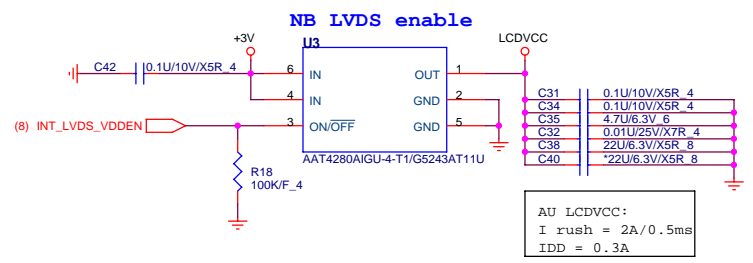 NB LVDS enable
+3V
U3
LCDVCC
C42
0.1U/10V/X5R_4
6
IN
OUT
1
4
IN
GND
2
(8) INT_LVDS_VDDEN
3
ON/OFF
GND
5
AAT4280AIGU-4-T1/G5243AT11U
R18
100K/F_4
C31
0.1U/10V/X5R_4
C34
0.1U/10V/X5R_4
C35
4.7U/6.3V_6
C32
0.01U/25V/X7R_4
C38
22U/6.3V/X5R_8
C40
*22U/6.3V/X5R_8
AU LCDVCC:
I rush = 2A/0.5ms
IDD = 0.3A